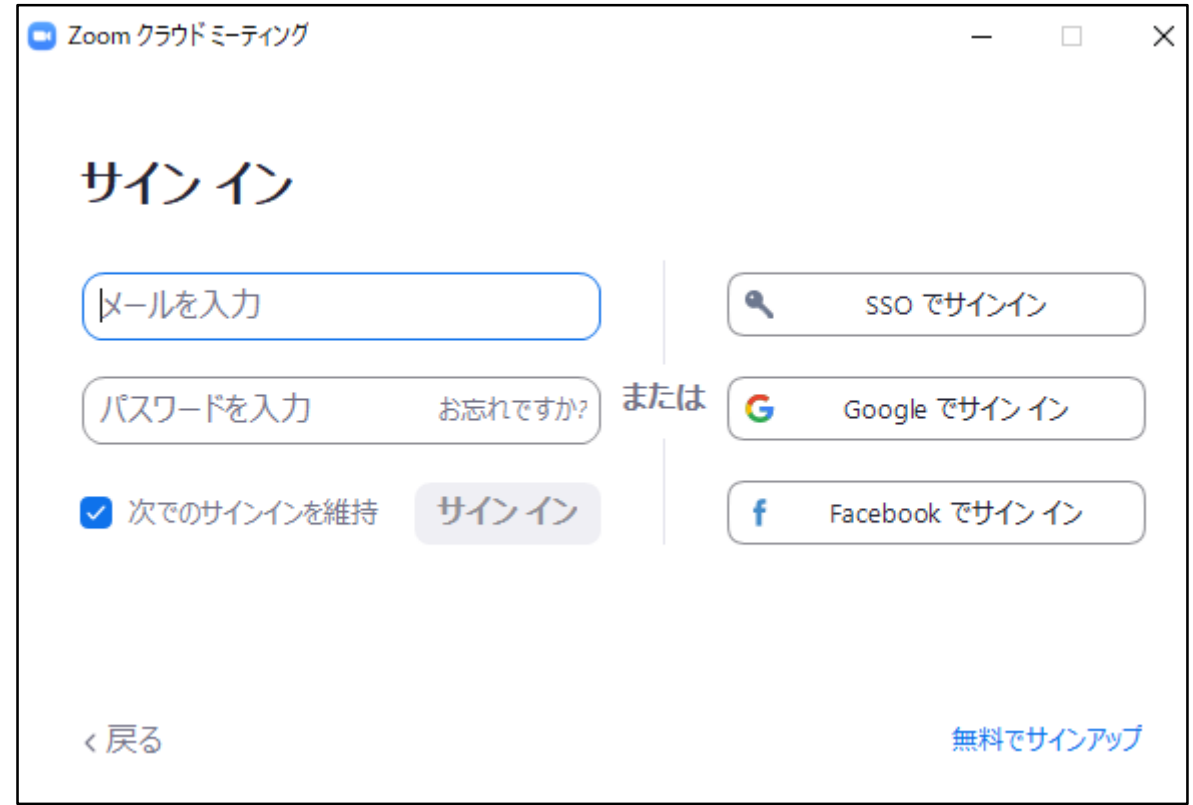 Zoom クラウド ミーティング
サイン イン
メールを入力
パスワードを入力 お忘れですか?
次でのサインインを維持 サイン イン
または
SSO でサインイン
Google でサイン イン
Facebook でサイン イン
戻る
無料でサインアップ